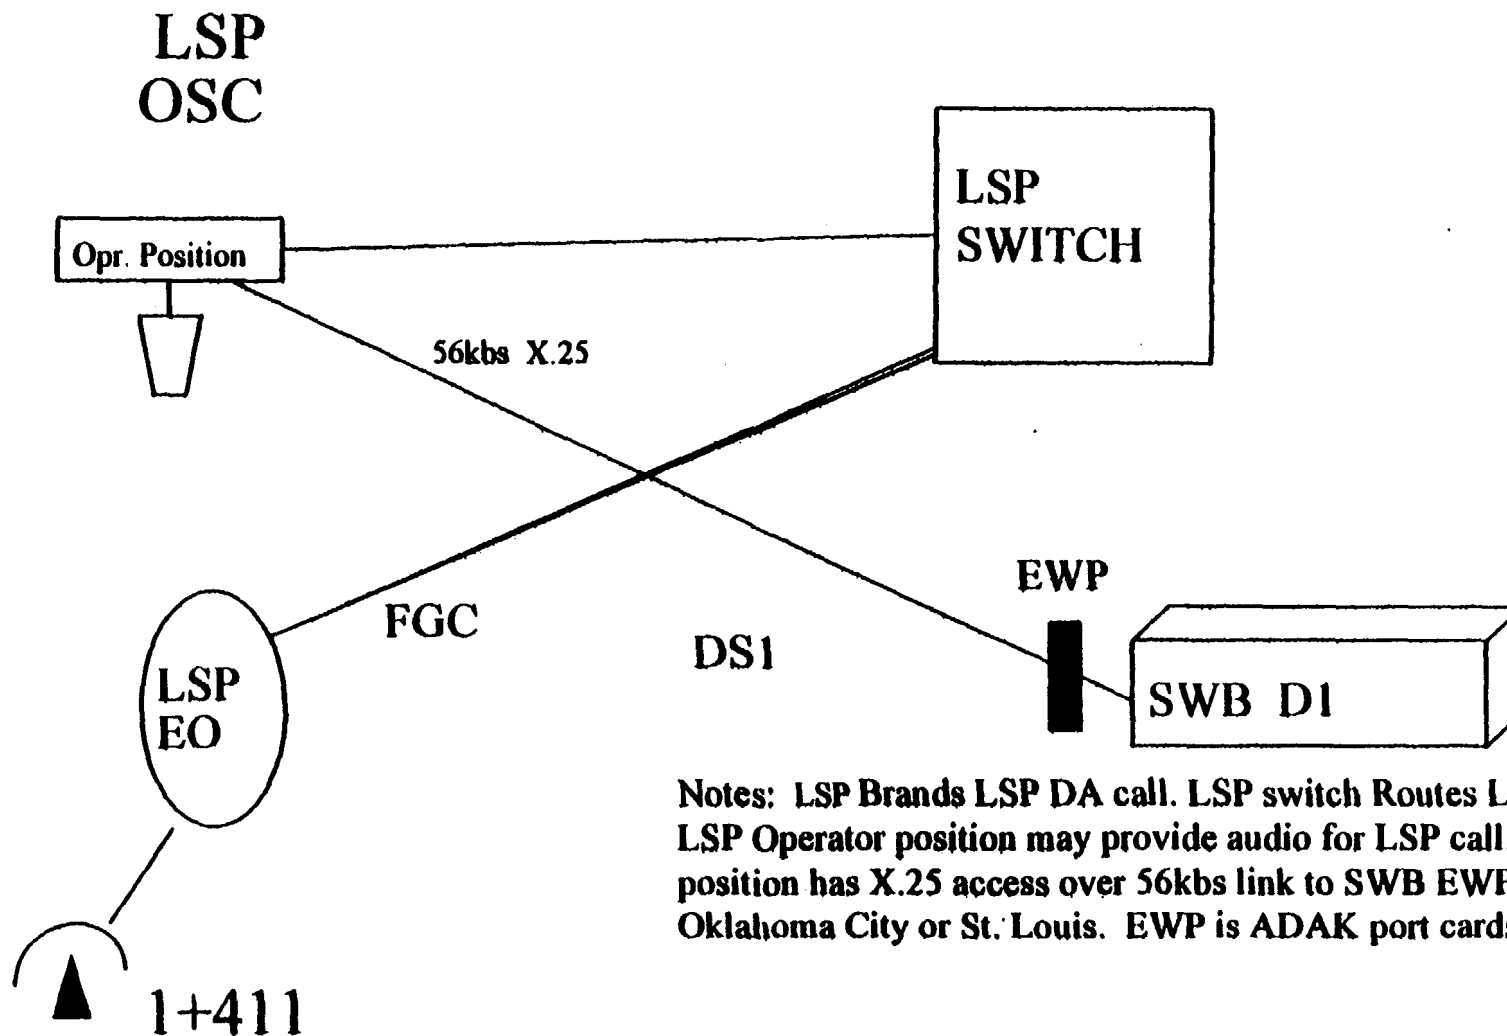 LSP
OSC
LSP
SWITCH
Opr. Position
56kbs X.25
EWP
FGC
DS1
LSP
EO
SWB D1
Notes: LSP Brands LSP DA call. LSP switch Routes
LSP Operator position may provide audio for LSP call
position has X.25 access over 56kbs link to SWB EWP
Oklahoma City or St. Louis. EWP is ADAK port cards
1+411